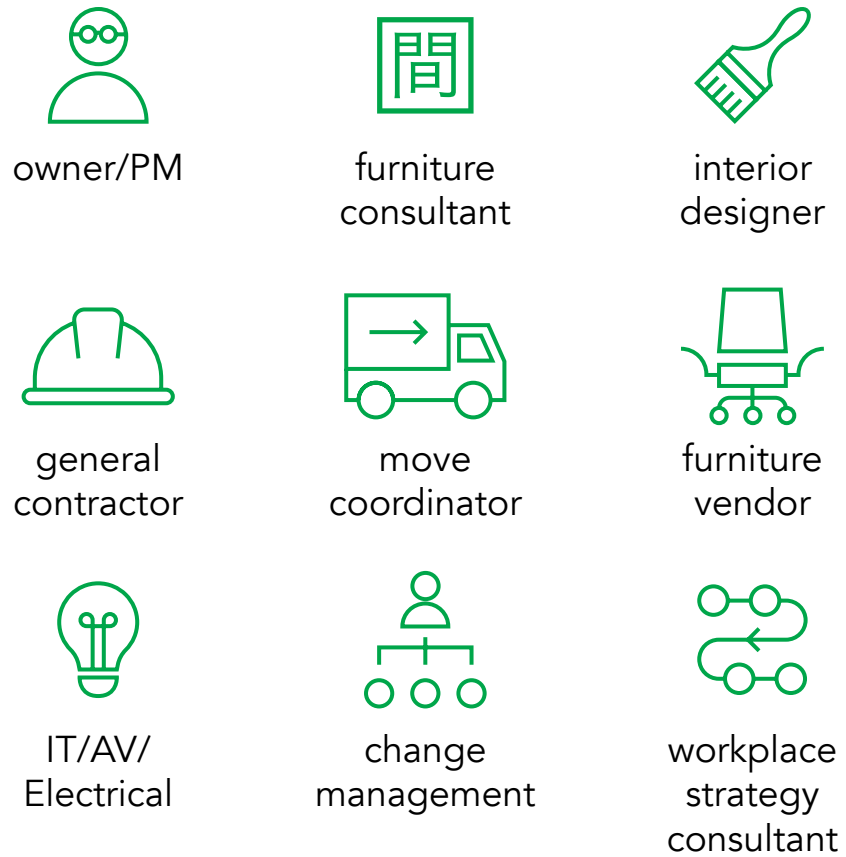 間
owner/PM
furniture
consultant
interior
designer
general
contractor
move
coordinator
furniture
vendor
IT/AV/
Electrical
change
management
workplace
strategy
consultant